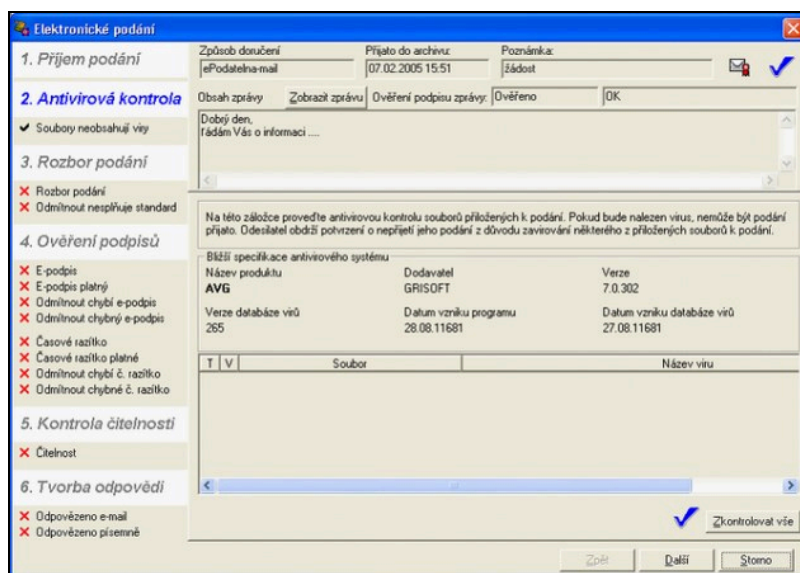 Elektronické podání
1. Příjem podání
2. Antivirová kontrola
Soubory neobsahují viry
3. Rozbor podání
Rozbor podání
Odmítnout nesplňuje standard
4. Ověření podpisů
E-podpis
E-podpis platný
Odmítnout chybí e-podpis
Odmítnout chybný e-podpis
Časové razítko
Časové razítko platné
Odmítnout chybí č. razítko
Odmítnout chybné č. razítko
5. Kontrola čitelnosti
Čitelnost
6. Tvorba odpovědi
Odpovězeno e-mail
Odpovězeno písemně
Způsob doručení Přijato do archivu: Poznámka:
ePodatelna-mail 07.02.2005 15:51 žádost
Obsah zprávy Zobrazit zprávu Ověření podpisu zprávy: Ověřeno OK
Dobrý den,
řádám Vás o informaci ....
Na této záložce proveďte antivirovou kontrolu souborů přiložených k podání. Pokud bude nalezen virus, nemůže být podání
přijato. Odesilatel obdrží potvrzení o nepřijetí jeho podání z důvodu zavirování některého z přiložených souborů k podání.
Bližší specifikace antivirového systému
Název produktu Dodavatel Verze
AVG GRISOFT 7.0.302
Verze databáze virů Datum vzniku programu Datum vzniku databáze virů
265 28.08.11681 27.08.11681
T V Soubor Název viru
Zkontrolovat vše
Zpět Další Storno